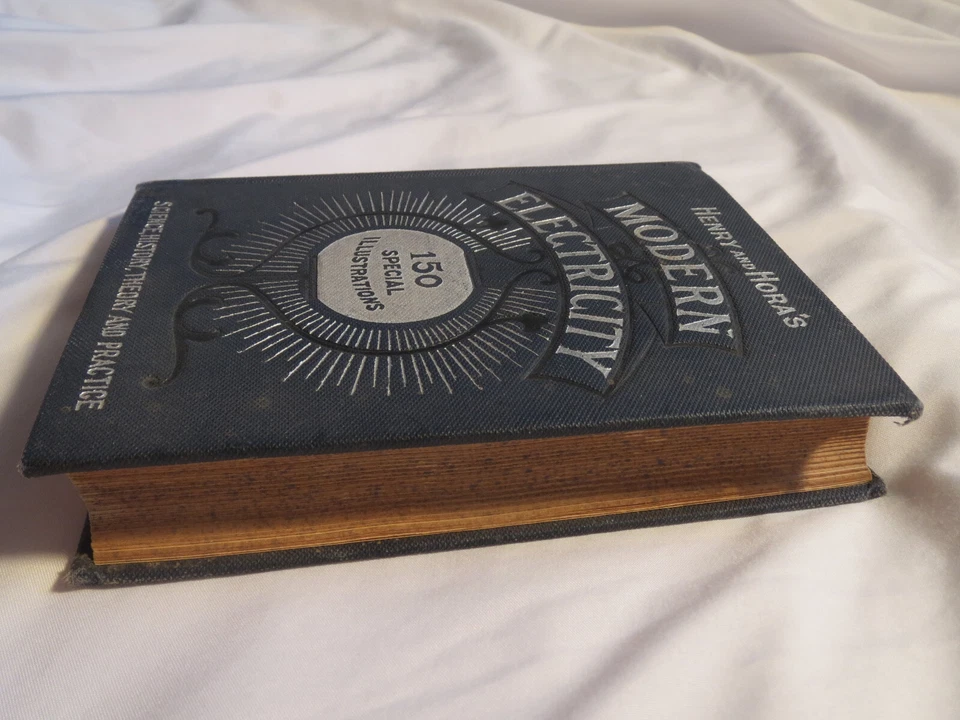 HENRY AND HORA'S
MODERN
ELECTRICITY
150
SPECIAL
ILLUSTRATIONS
SCIENCE HISTORY THEORY AND PRACTICE